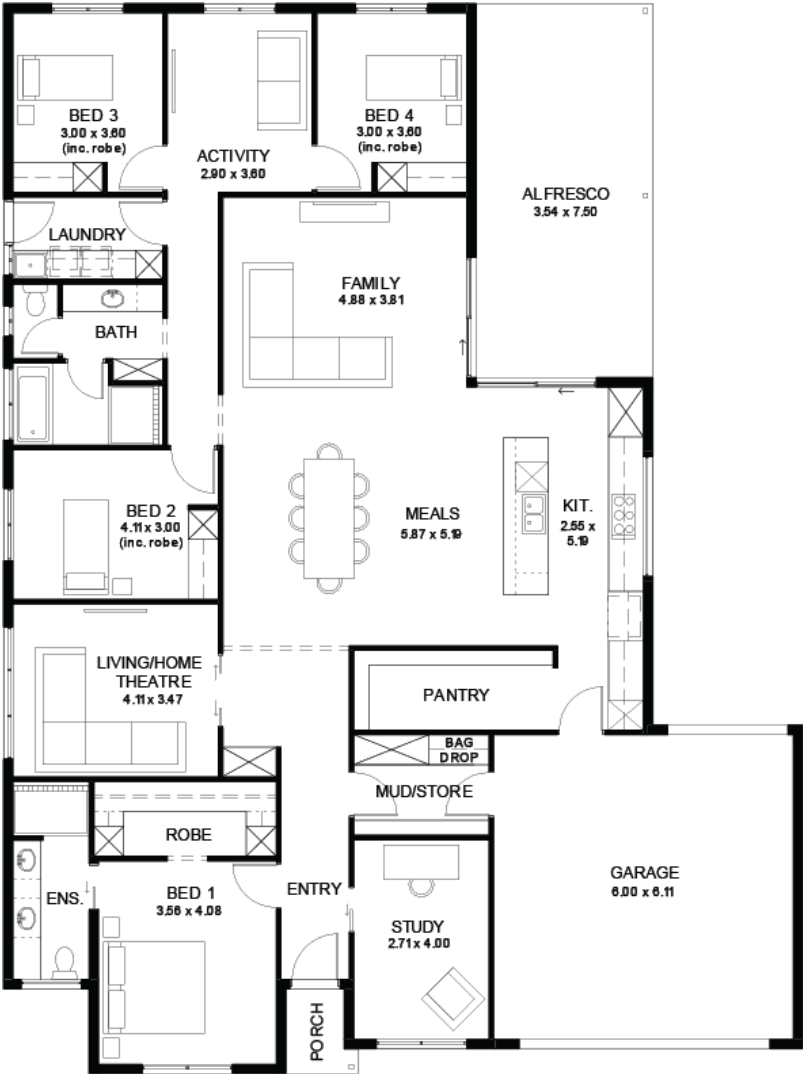 BED 3
3.00 x 3.60
(inc. robe)
ACTIVITY
2.90 x 3.60
BED 4
3.00 x 3.60
(inc. robe)
ALFRESCO
3.54 x 7.50
LAUNDRY
FAMILY
4.88 x 3.81
BATH
BED 2
4.11 x 3.00
(inc. robe)
MEALS
5.87 x 5.19
KIT.
2.55 x
5.19
LIVING/HOME
THEATRE
4.11 x 3.47
PANTRY
BAG
DROP
MUD/STORE
ROBE
ENS.
BED 1
3.56 x 4.08
ENTRY
STUDY
2.71 x 4.00
GARAGE
6.00 x 6.11
PORCH